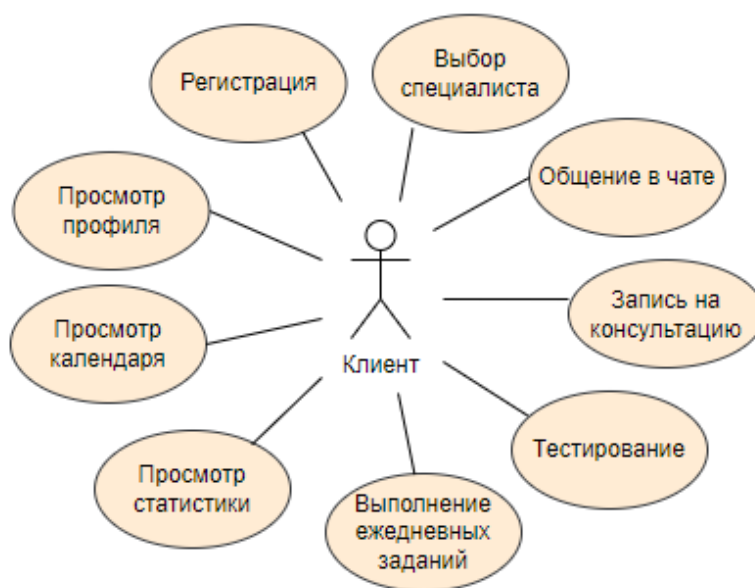 Регистрация
Выбор
специалиста
Общение в чате
Просмотр
профиля
Запись на
консультацию
Просмотр
календаря
Клиент
Тестирование
Просмотр
статистики
Выполнение
ежедневных
заданий